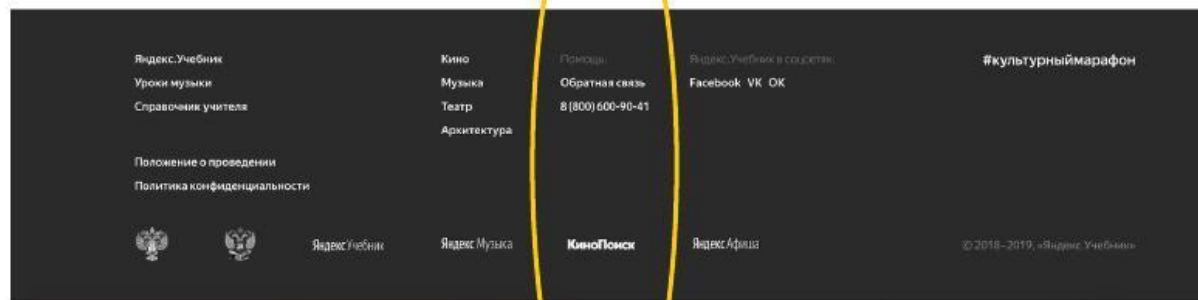 Яндекс.Учебник
Уроки музыки
Справочник учителя
Положение о проведении
Политика конфиденциальности
Кино
Музыка
Театр
Архитектура
Помощь:
Обратная связь
8 (800) 600-90-41
Яндекс.Учебник в соцсетях:
Facebook VK OK
#культурныймарафон
Яндекс Учебник
Яндекс Музыка
КиноПоиск
Яндекс Афиша
© 2018–2019, «Яндекс.Учебник»